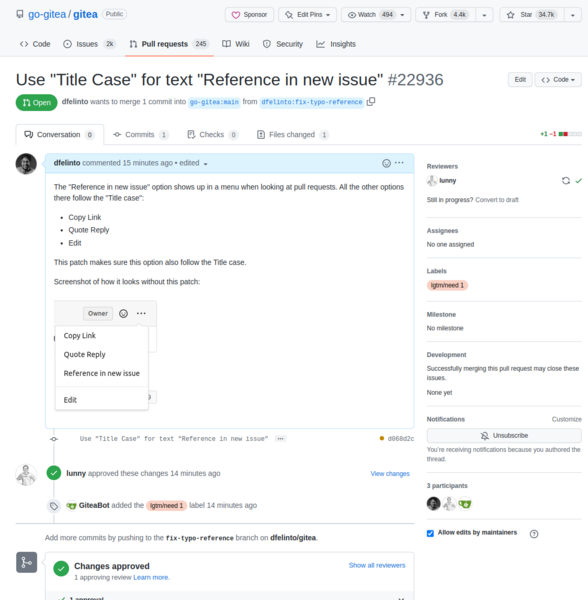 go-gitea / gitea Public
Sponsor Edit Pins Watch 494 Fork 4.4k Star 34.7k
Code Issues 2k Pull requests 245 Wiki Security Insights
Use "Title Case" for text "Reference in new issue" #22936
Edit Code
Open dfelinto wants to merge 1 commit into go-gitea:main from dfelinto:fix-typo-reference
Conversation 0 Commits 1 Checks 0 Files changed 1 +1 −1
dfelinto commented 15 minutes ago • edited
The "Reference in new issue" option shows up in a menu when looking at pull requests. All the other options
there follow the "Title case":
• Copy Link
• Quote Reply
• Edit
This patch makes sure this option also follow the Title case.
Screenshot of how it looks without this patch:
Owner
Copy Link
Quote Reply
Reference in new issue
Edit
Use "Title Case" for text "Reference in new issue" d068d2c
lunny approved these changes 14 minutes ago View changes
GiteaBot added the lgtm/need 1 label 14 minutes ago
Add more commits by pushing to the fix-typo-reference branch on dfelinto/gitea.
Changes approved Show all reviewers
1 approving review Learn more.
1 approval
Reviewers
lunny
Still in progress? Convert to draft
Assignees
No one assigned
Labels
lgtm/need 1
Milestone
No milestone
Development
Successfully merging this pull request may close these
issues.
None yet
Notifications Customize
Unsubscribe
You're receiving notifications because you authored the
thread.
3 participants
Allow edits by maintainers